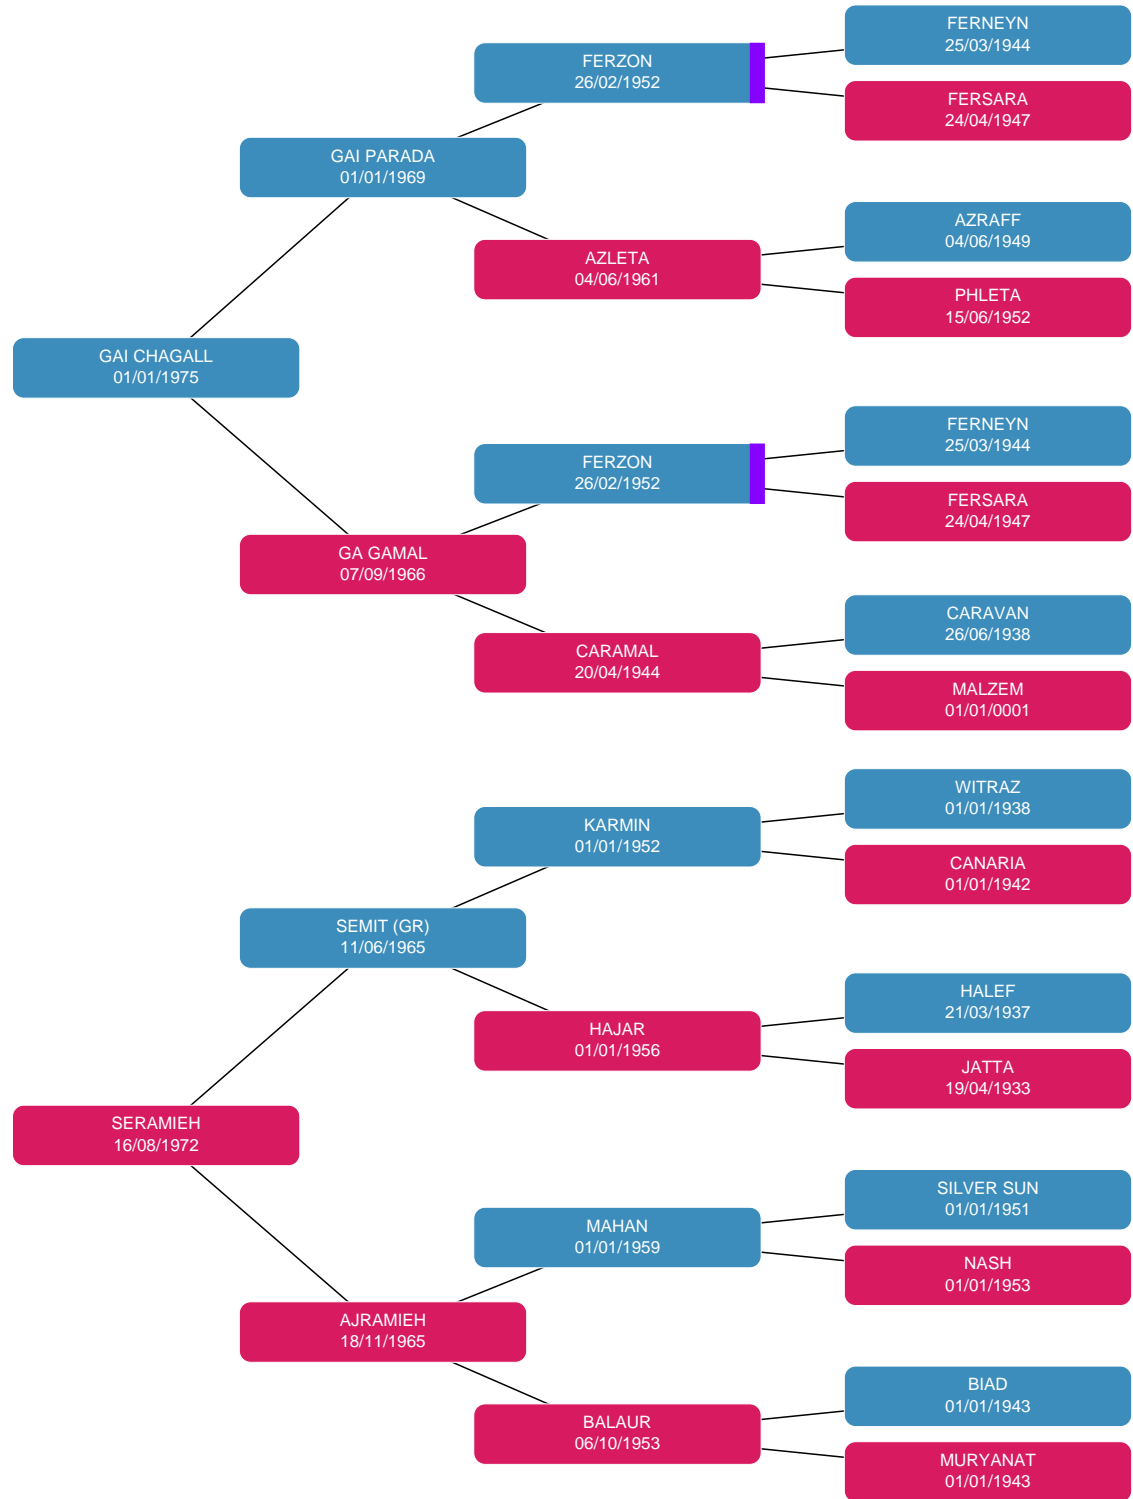 FERNEYN
25/03/1944
FERZON
26/02/1952
FERSARA
24/04/1947
GAI PARADA
01/01/1969
AZRAFF
04/06/1949
AZLETA
04/06/1961
PHLETA
15/06/1952
GAI CHAGALL
01/01/1975
FERNEYN
25/03/1944
FERZON
26/02/1952
FERSARA
24/04/1947
GA GAMAL
07/09/1966
CARAVAN
26/06/1938
CARAMAL
20/04/1944
MALZEM
01/01/0001
WITRAZ
01/01/1938
KARMIN
01/01/1952
CANARIA
01/01/1942
SEMIT (GR)
11/06/1965
HALEF
21/03/1937
HAJAR
01/01/1956
JATTA
19/04/1933
SERAMIEH
16/08/1972
SILVER SUN
01/01/1951
MAHAN
01/01/1959
NASH
01/01/1953
AJRAMIEH
18/11/1965
BIAD
01/01/1943
BALAUR
06/10/1953
MURYANAT
01/01/1943